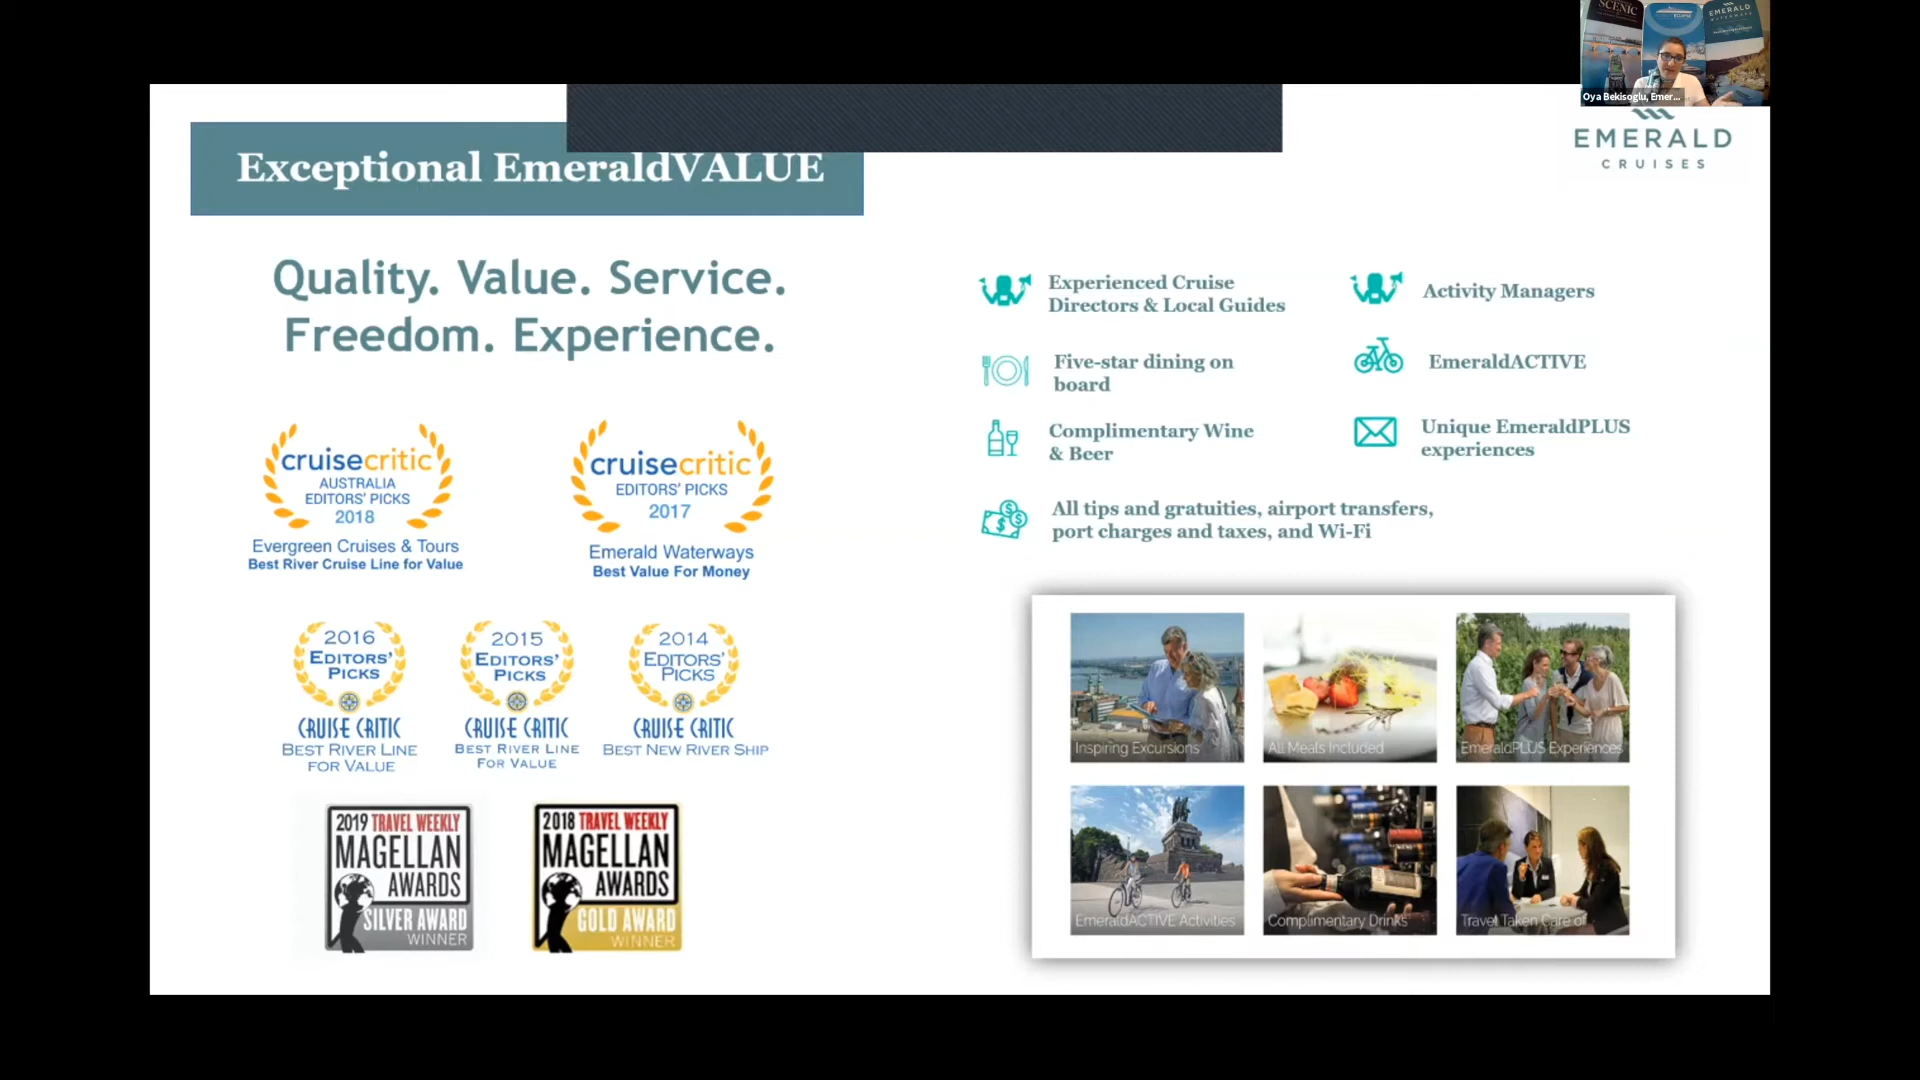 SCENIC
ECLIPSE
EMERALD
Oya Bekisoglu, Emer...
EMERALD
CRUISES
Exceptional EmeraldVALUE
Quality. Value. Service.
Freedom. Experience.
cruisecritic
AUSTRALIA
EDITORS' PICKS
2018
Evergreen Cruises & Tours
Best River Cruise Line for Value
cruisecritic
EDITORS' PICKS
2017
Emerald Waterways
Best Value For Money
2016
EDITORS'
PICKS
CRUISE CRITIC
BEST RIVER LINE
FOR VALUE
2015
EDITORS'
PICKS
CRUISE CRITIC
BEST RIVER LINE
FOR VALUE
2014
EDITORS'
PICKS
CRUISE CRITIC
BEST NEW RIVER SHIP
2019 TRAVEL WEEKLY
MAGELLAN
AWARDS
SILVER AWARD
WINNER
2018 TRAVEL WEEKLY
MAGELLAN
AWARDS
GOLD AWARD
WINNER
Experienced Cruise
Directors & Local Guides
Activity Managers
Five-star dining on
board
EmeraldACTIVE
Complimentary Wine
& Beer
Unique EmeraldPLUS
experiences
All tips and gratuities, airport transfers,
port charges and taxes, and Wi-Fi
Inspiring Excursions
All Meals Included
EmeraldPLUS Experiences
EmeraldACTIVE Activities
Complimentary Drinks
Travel Taken Care of